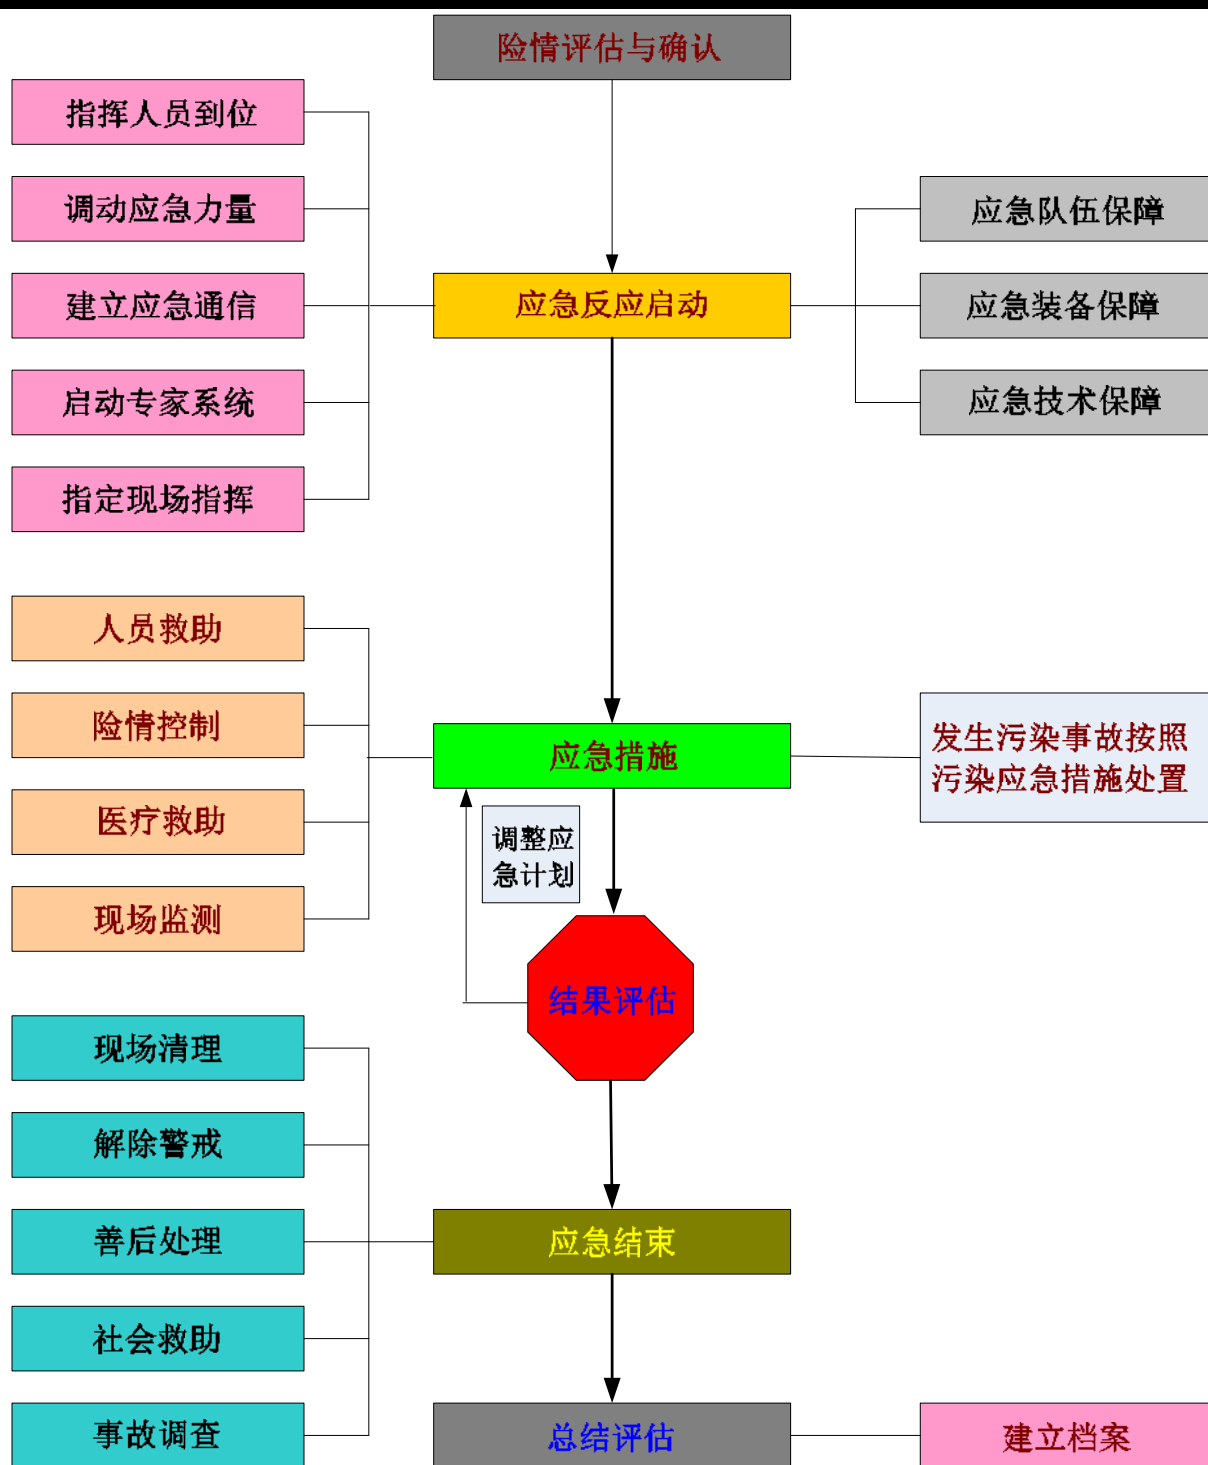 险情评估与确认
指挥人员到位
调动应急力量
建立应急通信
启动专家系统
指定现场指挥
应急反应启动
应急队伍保障
应急装备保障
应急技术保障
人员救助
险情控制
医疗救助
现场监测
应急措施
发生污染事故按照
污染应急措施处置
调整应
急计划
结果评估
现场清理
解除警戒
善后处理
社会救助
事故调查
应急结束
总结评估
建立档案